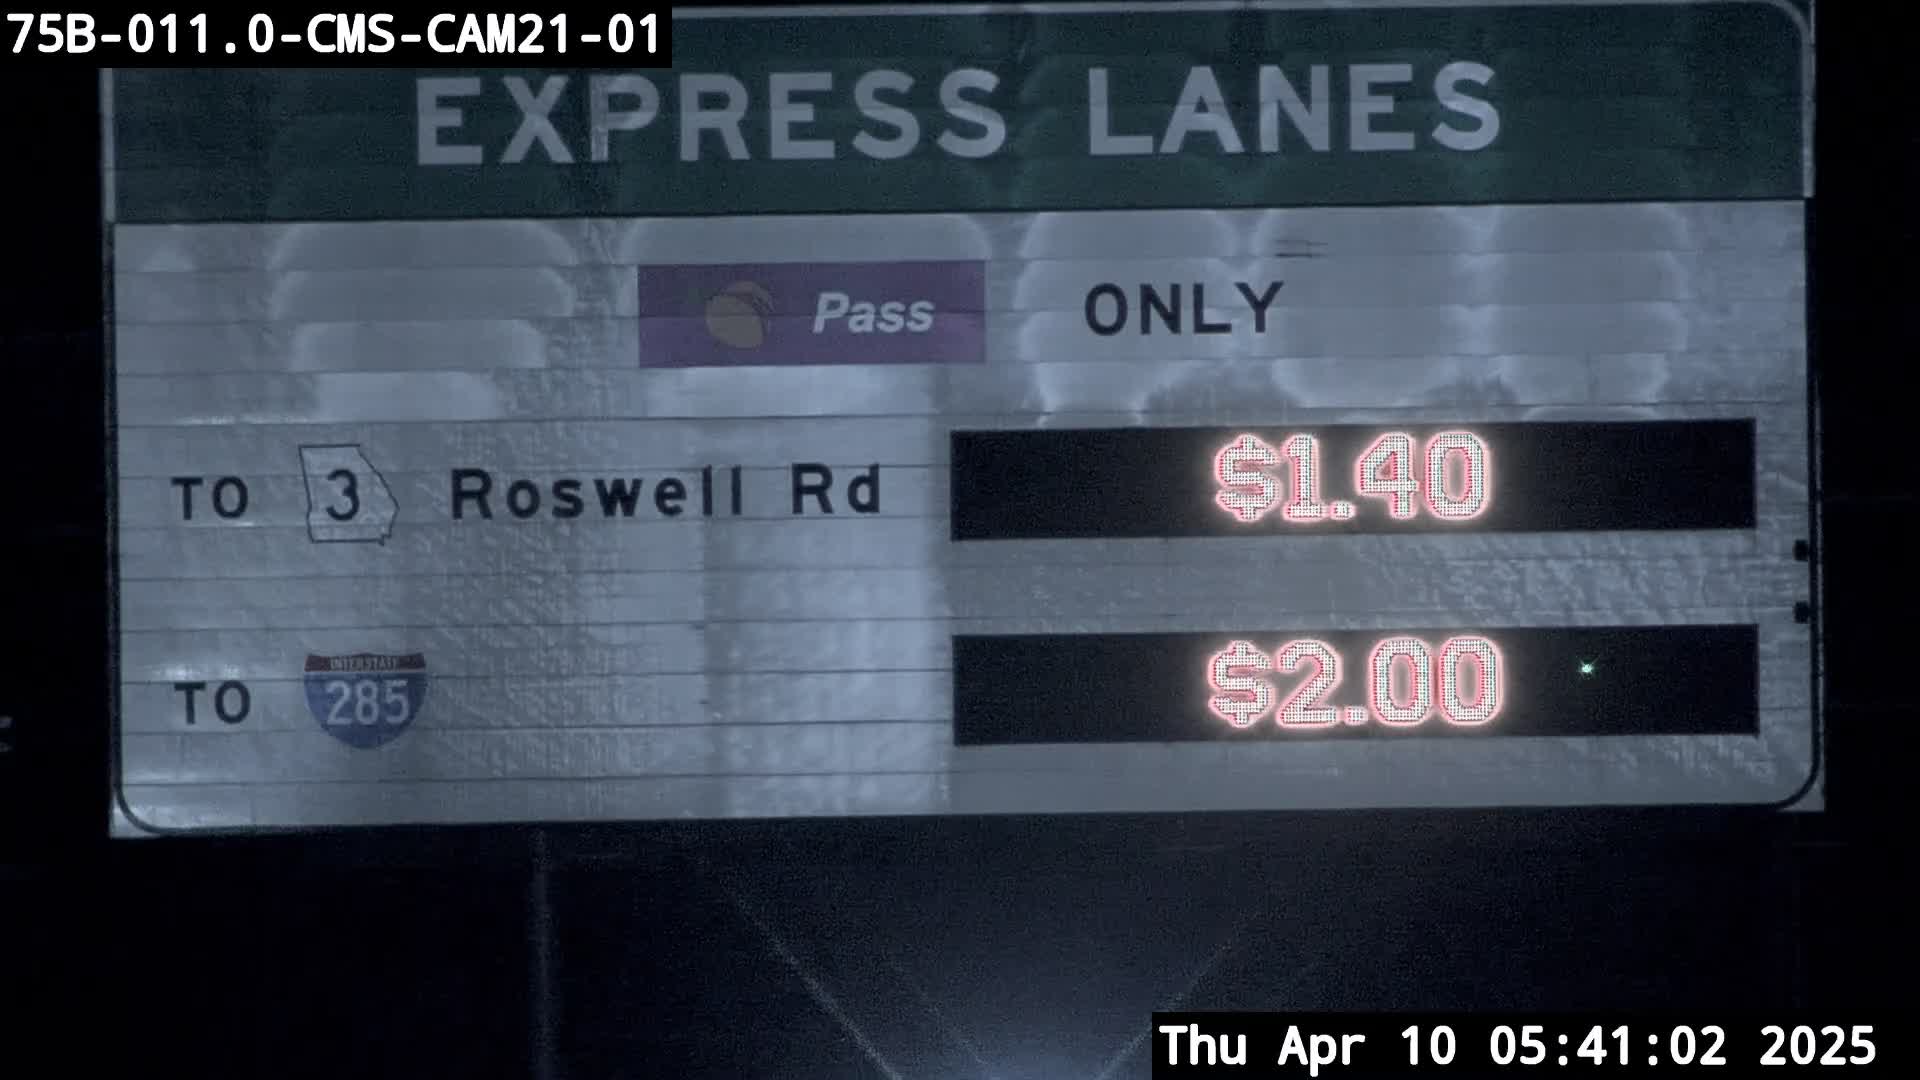 75B-011.0-CMS-CAM21-01
EXPRESS LANES
Pass ONLY
TO 3 Roswell Rd $1.40
INTERSTATE
TO 285 $2.00
Thu Apr 10 05:41:02 2025